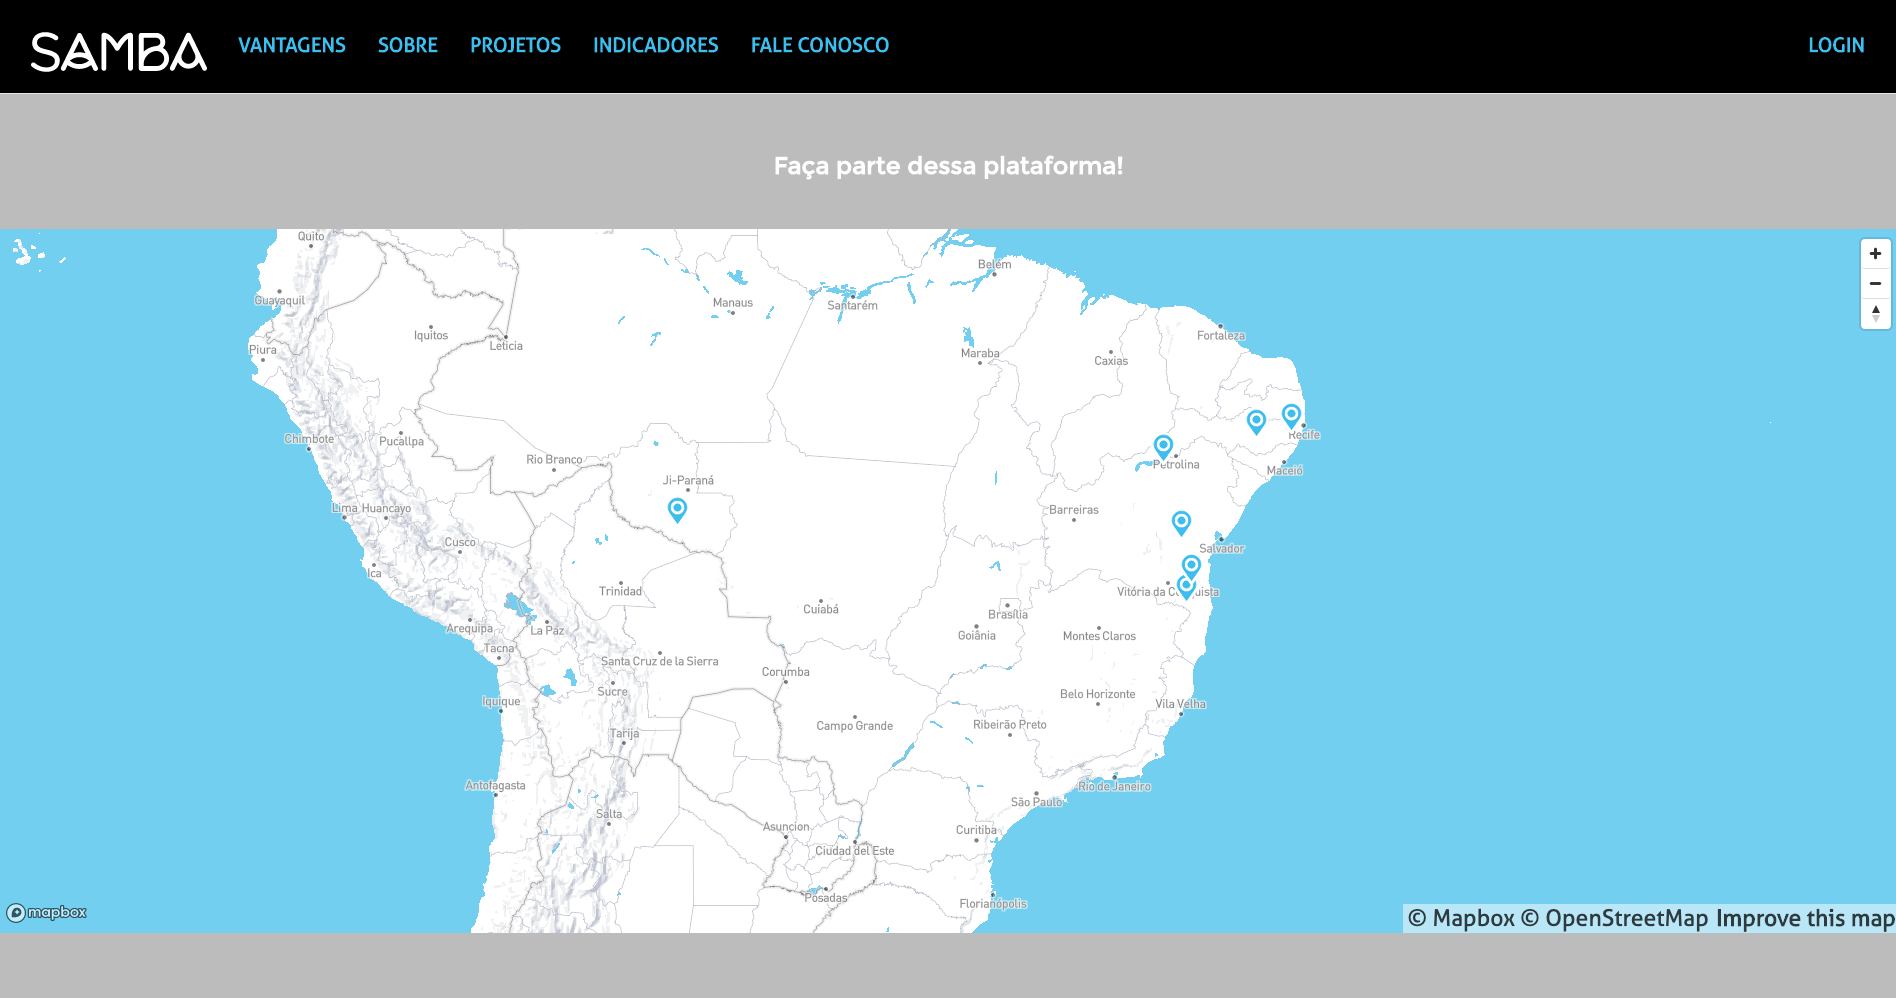 SAMBA
VANTAGENS SOBRE PROJETOS INDICADORES FALE CONOSCO LOGIN
Faça parte dessa plataforma!
Quito
Belém
Guayaquil
Manaus
Santarém
Iquitos
Fortaleza
Leticia
Piura
Maraba
Caxias
Chimbote
Pucallpa
Recife
Rio Branco
Petrolina
Maceió
Ji-Paraná
Lima Huancayo
Barreiras
Cusco
Salvador
Ica
Trinidad
Vitória da Conquista
Cuiabá
Brasília
Arequipa
La Paz
Goiânia
Montes Claros
Tacna
Santa Cruz de la Sierra
Corumba
Sucre
Belo Horizonte
Iquique
Vila Velha
Campo Grande
Ribeirão Preto
Tarija
Antofagasta
Rio de Janeiro
São Paulo
Salta
Asuncion
Curitiba
Ciudad del Este
Posadas
Florianópolis
mapbox
© Mapbox © OpenStreetMap Improve this map